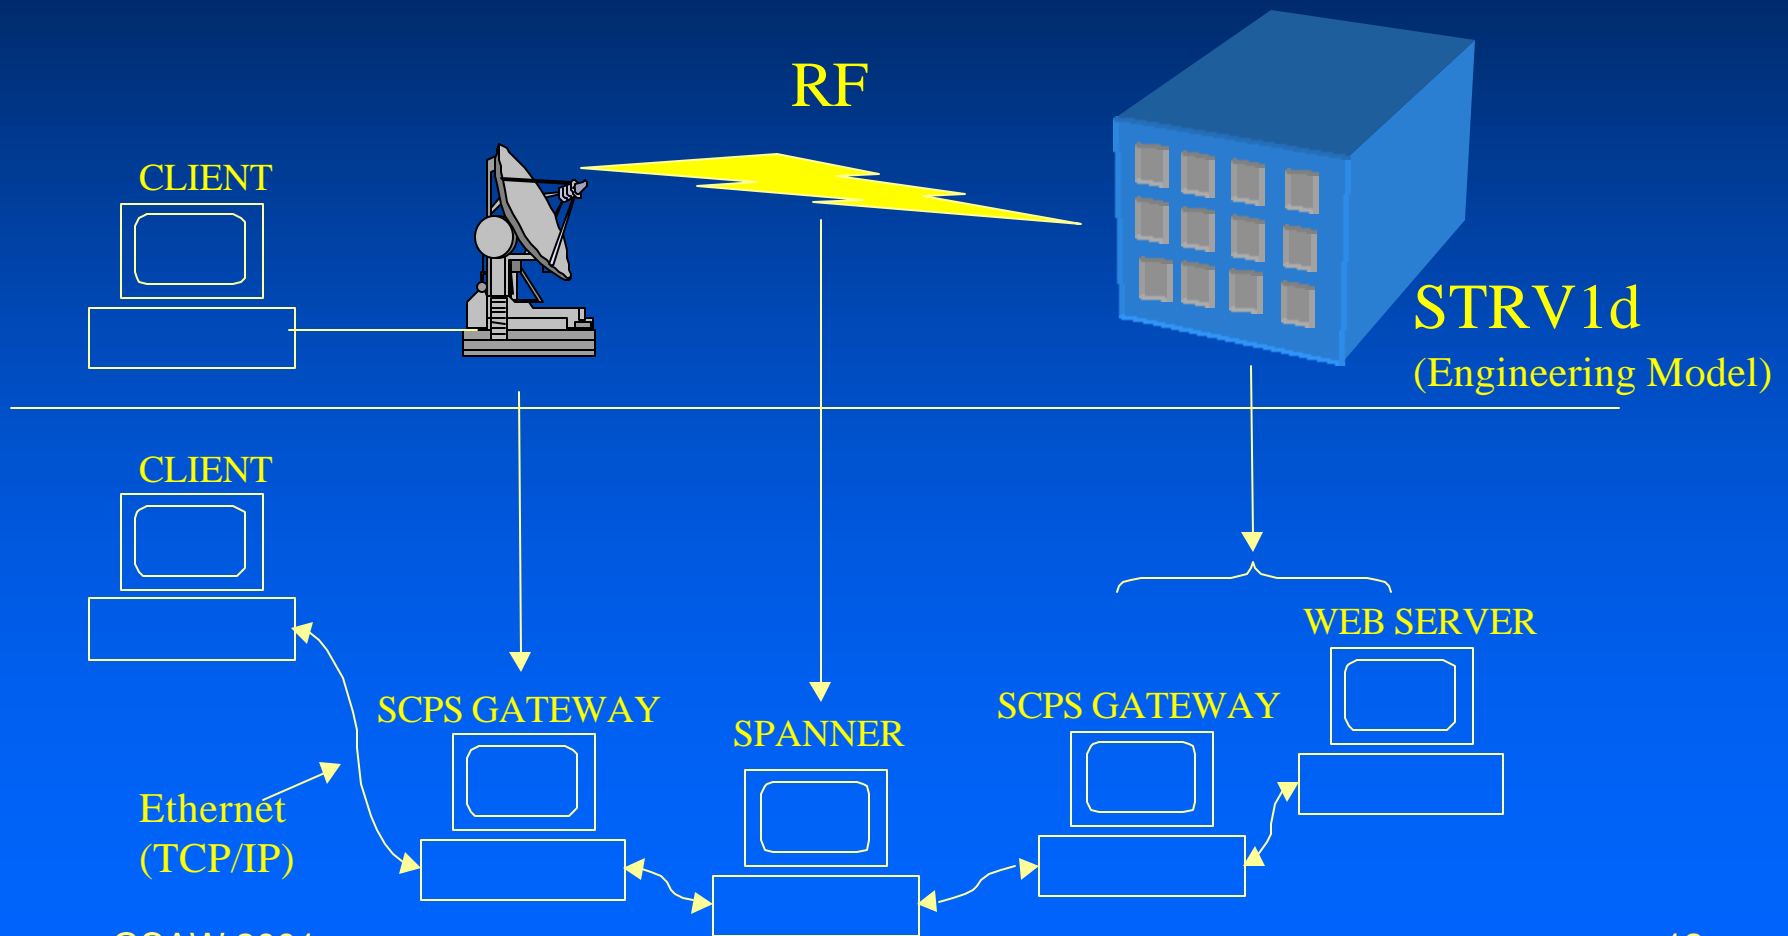 RF
CLIENT
STRV1d
(Engineering Model)
CLIENT
WEB SERVER
SCPS GATEWAY
SPANNER
SCPS GATEWAY
Ethernet
(TCP/IP)